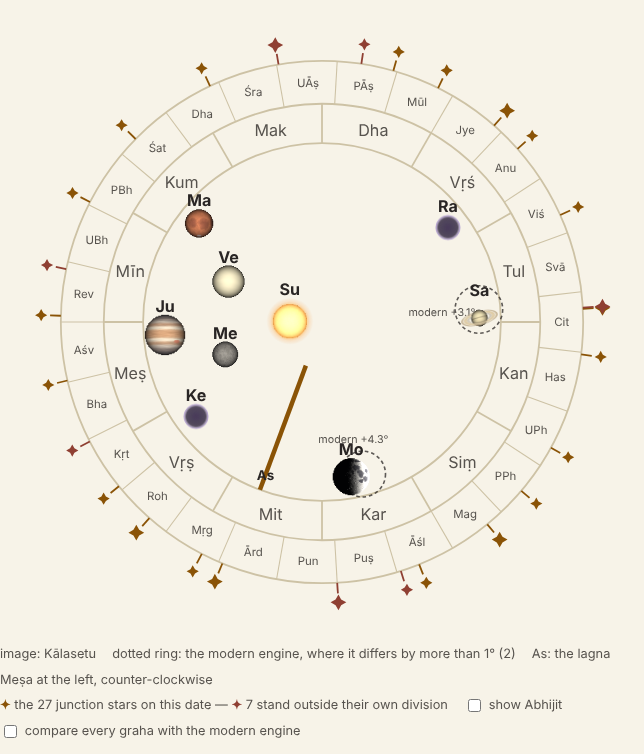 UĀṣ
PĀṣ
Śra
Mūl
Dha
Mak
Dha
Jye
Śat
Anu
Kum
Vṛś
PBh
Ma
Ra
Viś
UBh
Ve
Mīn
Tul
Svā
Su
Sā
Rev
Ju
modern +3.1°
Cit
Me
Aśv
Meṣ
Kan
Has
Ke
Bha
UPh
modern +4.3°
Mo
Kṛt
Vṛṣ
Siṃ
As
PPh
Roh
Mit
Kar
Mag
Mṛg
Āśl
Ārd
Pun
Puṣ
image: Kālasetu dotted ring: the modern engine, where it differs by more than 1° (2) As: the lagna
Meṣa at the left, counter-clockwise
the 27 junction stars on this date — 7 stand outside their own division show Abhijit
compare every graha with the modern engine